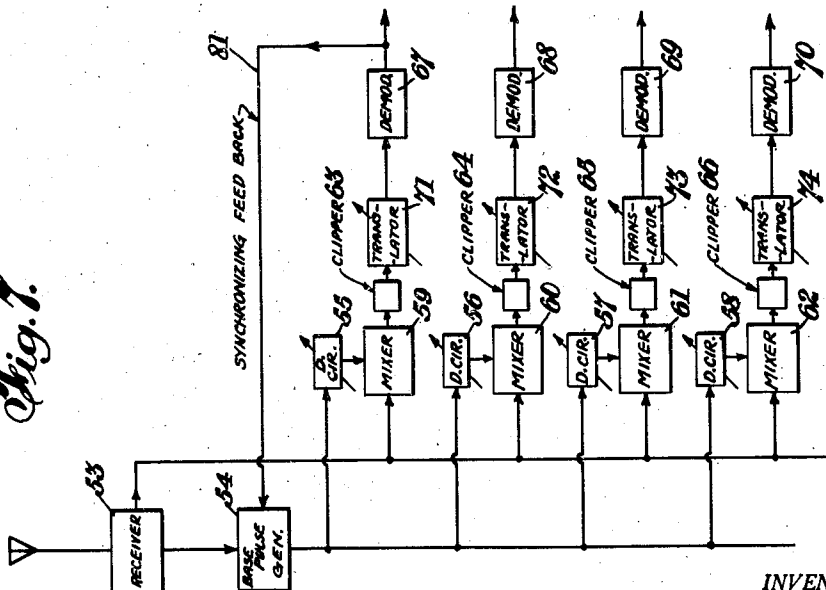 Fig. 7.
53
RECEIVER
54
BASE
PULSE
GEN.
SYNCHRONIZING FEED BACK
81
D.
CIR.
55
MIXER
59
CLIPPER 63
TRANS-
LATOR
71
DEMOD.
67
D.CIR.
56
MIXER
60
CLIPPER 64
TRANS-
LATOR
72
DEMOD.
68
D.CIR.
57
MIXER
61
CLIPPER 65
TRANS-
LATOR
73
DEMOD.
69
D.CIR.
58
MIXER
62
CLIPPER 66
TRANS-
LATOR
74
DEMOD.
70
INVEN